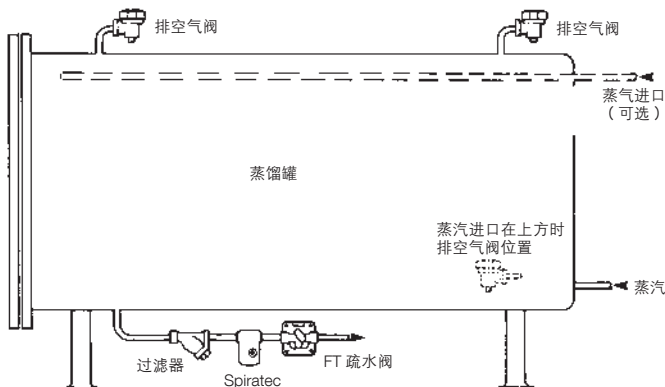 排空气阀
排空气阀
蒸气进口
（可选）
蒸馏罐
蒸汽进口在上方时
排空气阀位置
蒸汽
过滤器
FT 疏水阀
Spiratec